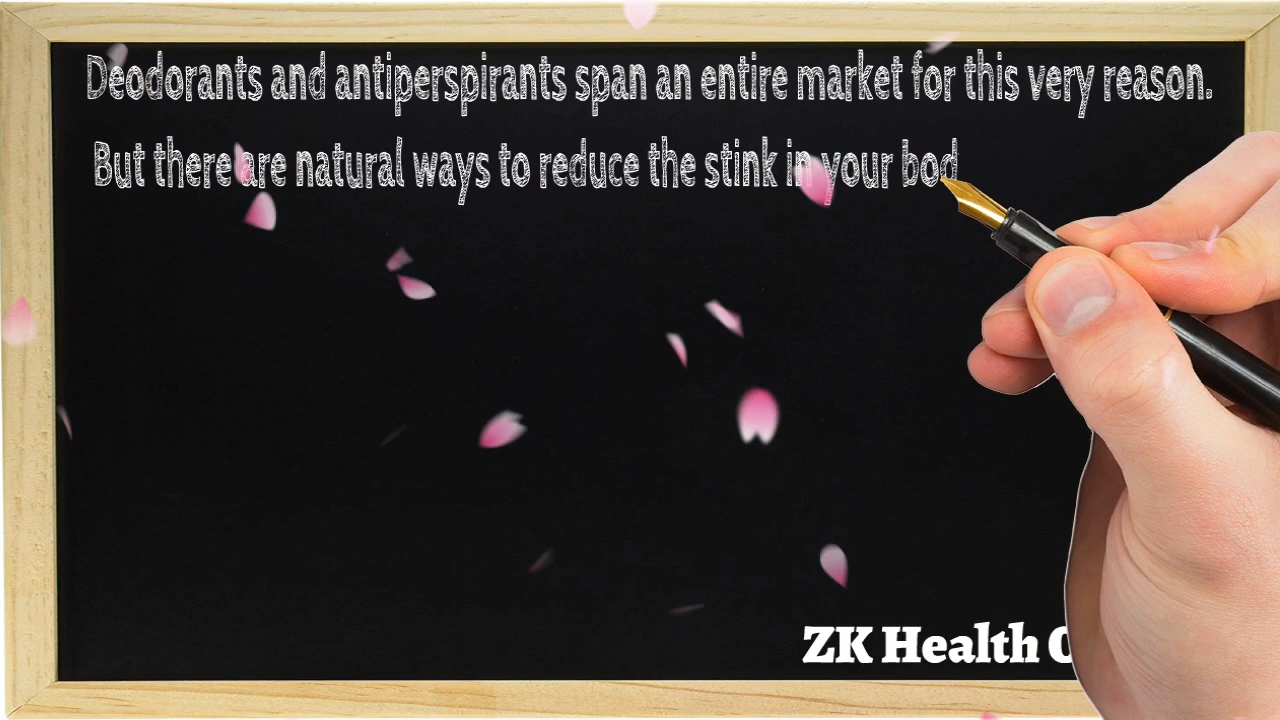 Deodorants and antiperspirants span an entire market for this very reason.
But there are natural ways to reduce the stink in your bod
ZK Health